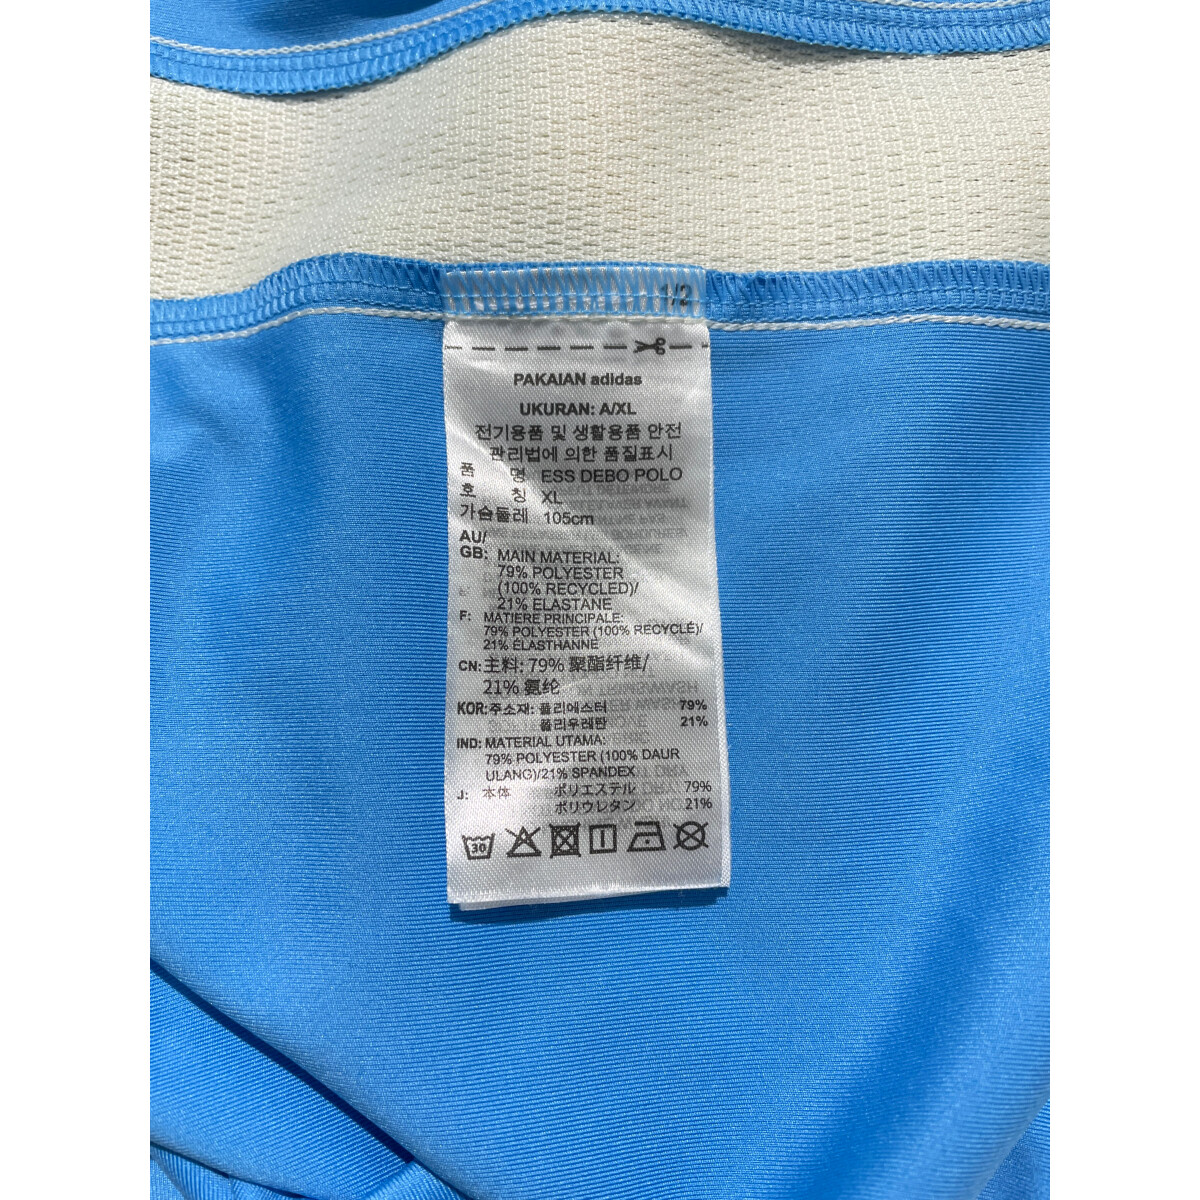 1/2
PAKAIAN adidas
UKURAN: A/XL
전기용품 및 생활용품 안전
관리법에 의한 품질표시
품 명 ESS DEBO POLO
호 칭 XL
가슴둘레 105cm
AU/
GB: MAIN MATERIAL:
79% POLYESTER
(100% RECYCLED)/
21% ELASTANE
F: MATIERE PRINCIPALE:
79% POLYESTER (100% RECYCLÉ)/
21% ÉLASTHANNE
CN: 主料: 79% 聚酯纤维/
21% 氨纶
KOR: 주소재: 폴리에스터 79%
폴리우레탄 21%
IND: MATERIAL UTAMA:
79% POLYESTER (100% DAUR
ULANG)/21% SPANDEX
J: 本体 ポリエステル 79%
ポリウレタン 21%
30